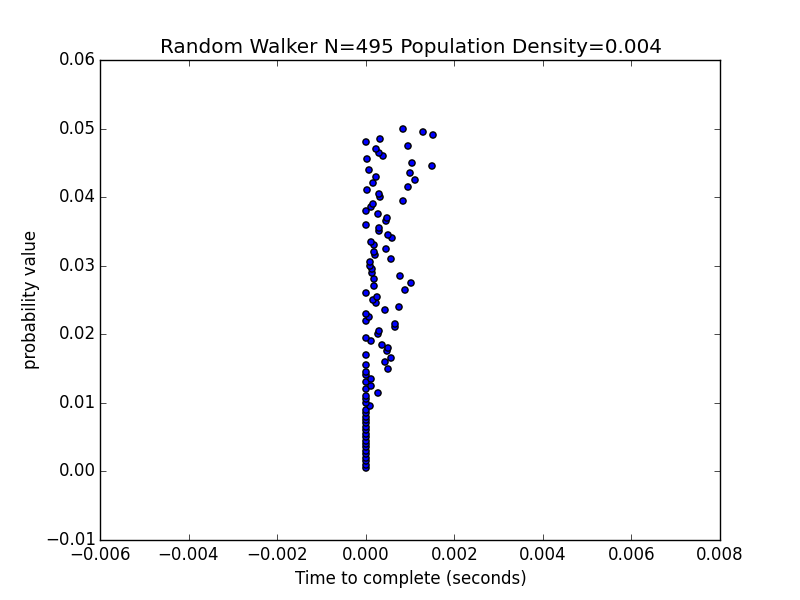 Random Walker N=495 Population Density=0.004
0.06
0.05
0.04
0.03
0.02
0.01
0.00
−0.01
probability value
−0.006 −0.004 −0.002 0.000 0.002 0.004 0.006 0.008
Time to complete (seconds)